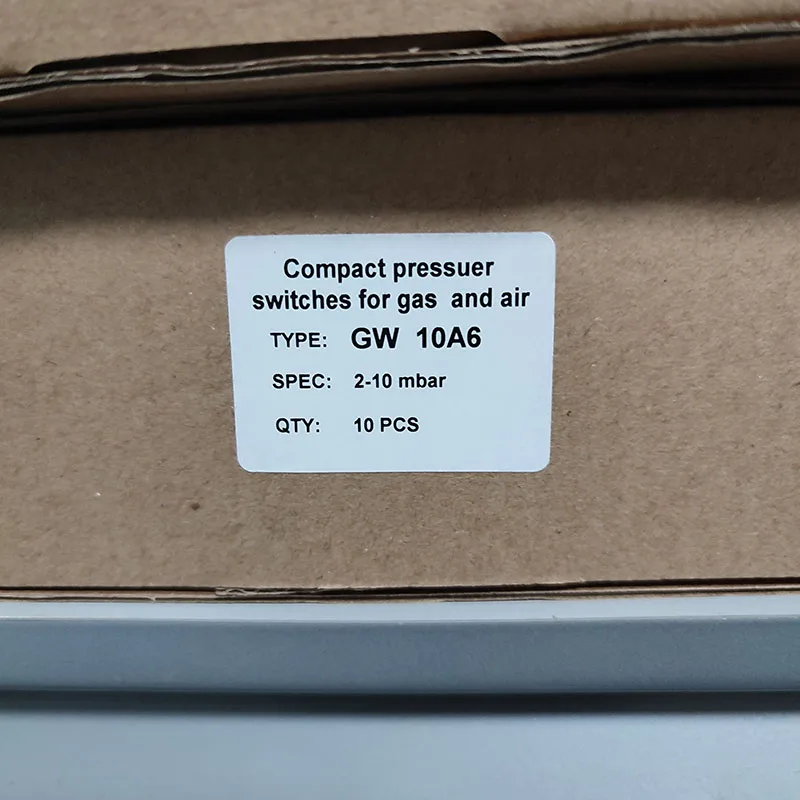 Compact pressuer
switches for gas and air
TYPE: GW 10A6
SPEC: 2-10 mbar
QTY: 10 PCS